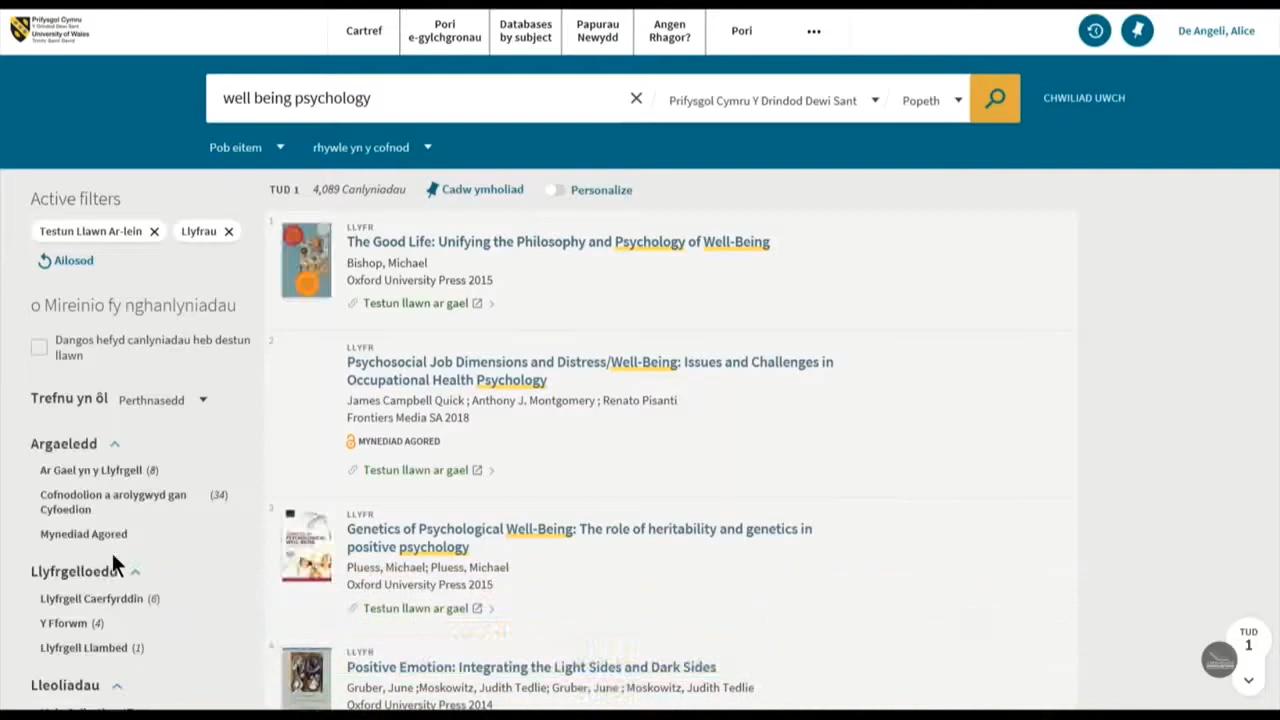 Prifysgol Cymru
Y Drindod Dewi Sant
University of Wales
Trinity Saint David
Cartref
Pori
e-gylchgronau
Databases
by subject
Papurau
Newydd
Angen
Rhagor?
Pori
•••
De Angeli, Alice
well being psychology
Prifysgol Cymru Y Drindod Dewi Sant
Popeth
CHWILIAD UWCH
Pob eitem
rhywle yn y cofnod
Active filters
Testun Llawn Ar-lein
Llyfrau
Ailosod
o Mireinio fy nghanlyniadau
Dangos hefyd canlyniadau heb destun
llawn
Trefnu yn ôl Perthnasedd
Argaeledd
Ar Gael yn y Llyfrgell (8)
Cofnodolion a arolygwyd gan (34)
Cyfoedion
Mynediad Agored
Llyfrgelloedd
Llyfrgell Caerfyrddin (6)
Y Fforwm (4)
Llyfrgell Llambed (1)
Lleoliadau
TUD 1 4,089 Canlyniadau Cadw ymholiad Personalize
1
LLYFR
The Good Life: Unifying the Philosophy and Psychology of Well-Being
Bishop, Michael
Oxford University Press 2015
Testun llawn ar gael
2
LLYFR
Psychosocial Job Dimensions and Distress/Well-Being: Issues and Challenges in
Occupational Health Psychology
James Campbell Quick ; Anthony J. Montgomery ; Renato Pisanti
Frontiers Media SA 2018
MYNEDIAD AGORED
Testun llawn ar gael
3
LLYFR
Genetics of Psychological Well-Being: The role of heritability and genetics in
positive psychology
Pluess, Michael; Pluess, Michael
Oxford University Press 2015
Testun llawn ar gael
4
LLYFR
Positive Emotion: Integrating the Light Sides and Dark Sides
Gruber, June ;Moskowitz, Judith Tedlie; Gruber, June ; Moskowitz, Judith Tedlie
Oxford University Press 2014
TUD
1